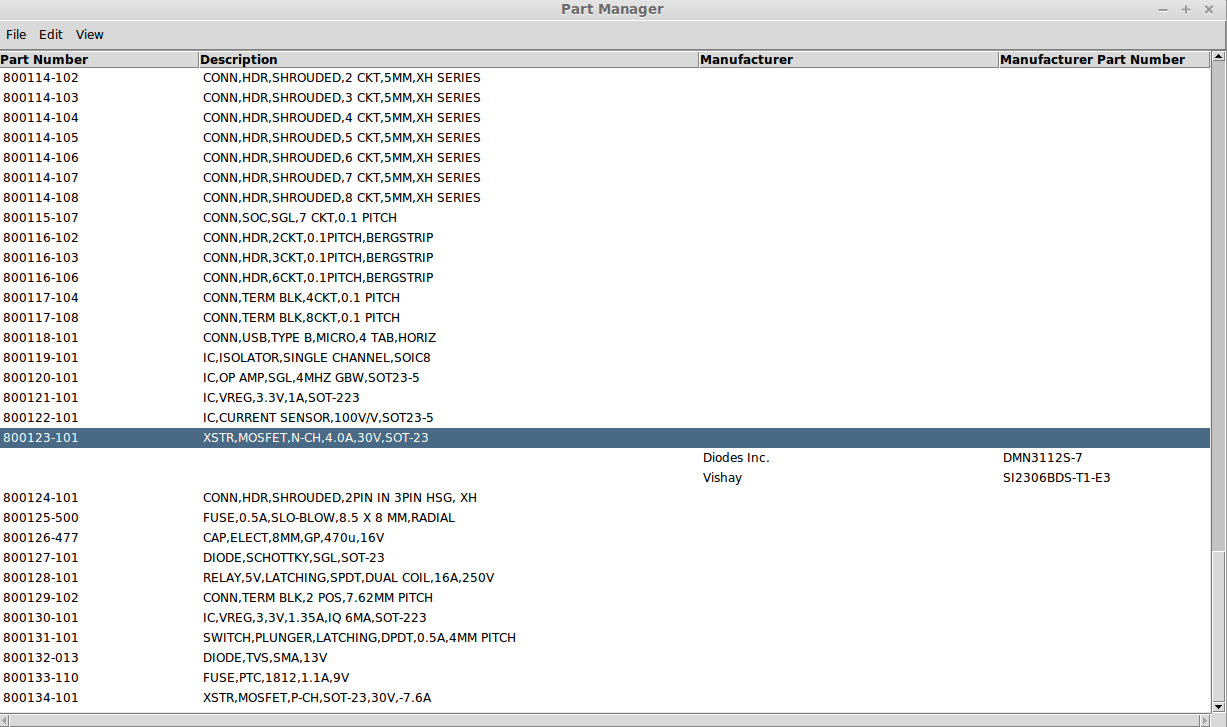 Part Manager
File Edit View
Part Number Description Manufacturer Manufacturer Part Number
800114-102 CONN,HDR,SHROUDED,2 CKT,5MM,XH SERIES
800114-103 CONN,HDR,SHROUDED,3 CKT,5MM,XH SERIES
800114-104 CONN,HDR,SHROUDED,4 CKT,5MM,XH SERIES
800114-105 CONN,HDR,SHROUDED,5 CKT,5MM,XH SERIES
800114-106 CONN,HDR,SHROUDED,6 CKT,5MM,XH SERIES
800114-107 CONN,HDR,SHROUDED,7 CKT,5MM,XH SERIES
800114-108 CONN,HDR,SHROUDED,8 CKT,5MM,XH SERIES
800115-107 CONN,SOC,SGL,7 CKT,0.1 PITCH
800116-102 CONN,HDR,2CKT,0.1PITCH,BERGSTRIP
800116-103 CONN,HDR,3CKT,0.1PITCH,BERGSTRIP
800116-106 CONN,HDR,6CKT,0.1PITCH,BERGSTRIP
800117-104 CONN,TERM BLK,4CKT,0.1 PITCH
800117-108 CONN,TERM BLK,8CKT,0.1 PITCH
800118-101 CONN,USB,TYPE B,MICRO,4 TAB,HORIZ
800119-101 IC,ISOLATOR,SINGLE CHANNEL,SOIC8
800120-101 IC,OP AMP,SGL,4MHZ GBW,SOT23-5
800121-101 IC,VREG,3.3V,1A,SOT-223
800122-101 IC,CURRENT SENSOR,100V/V,SOT23-5
800123-101 XSTR,MOSFET,N-CH,4.0A,30V,SOT-23
Diodes Inc. DMN3112S-7
Vishay SI2306BDS-T1-E3
800124-101 CONN,HDR,SHROUDED,2PIN IN 3PIN HSG, XH
800125-500 FUSE,0.5A,SLO-BLOW,8.5 X 8 MM,RADIAL
800126-477 CAP,ELECT,8MM,GP,470u,16V
800127-101 DIODE,SCHOTTKY,SGL,SOT-23
800128-101 RELAY,5V,LATCHING,SPDT,DUAL COIL,16A,250V
800129-102 CONN,TERM BLK,2 POS,7.62MM PITCH
800130-101 IC,VREG,3,3V,1.35A,IQ 6MA,SOT-223
800131-101 SWITCH,PLUNGER,LATCHING,DPDT,0.5A,4MM PITCH
800132-013 DIODE,TVS,SMA,13V
800133-110 FUSE,PTC,1812,1.1A,9V
800134-101 XSTR,MOSFET,P-CH,SOT-23,30V,-7.6A